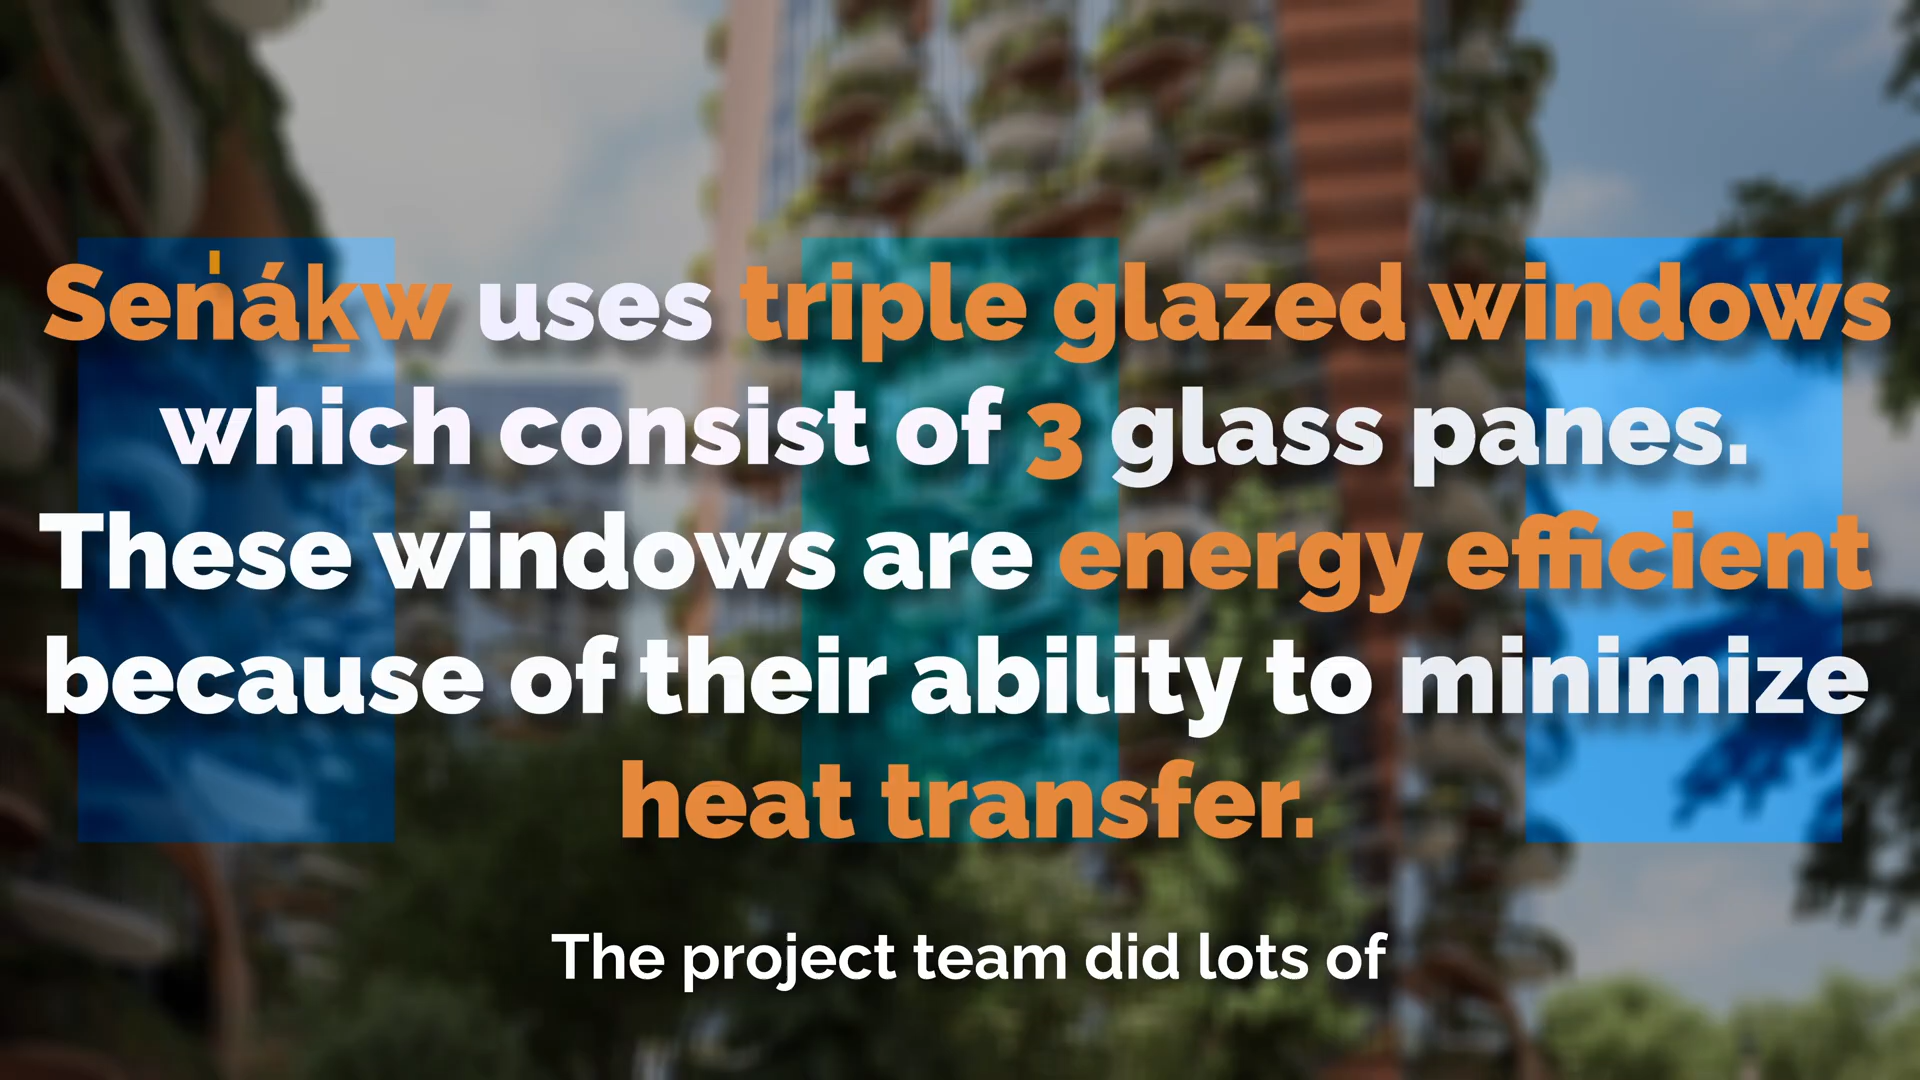 Sen̓áḵw uses triple glazed windows
which consist of 3 glass panes.
These windows are energy efficient
because of their ability to minimize
heat transfer.
The project team did lots of